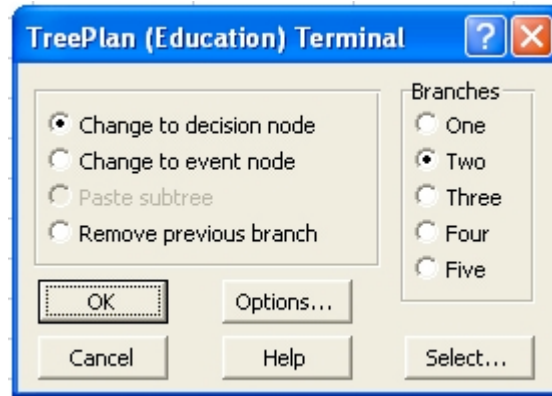 TreePlan (Education) Terminal
Change to decision node
Change to event node
Paste subtree
Remove previous branch
Branches
One
Two
Three
Four
Five
OK
Options...
Cancel
Help
Select...